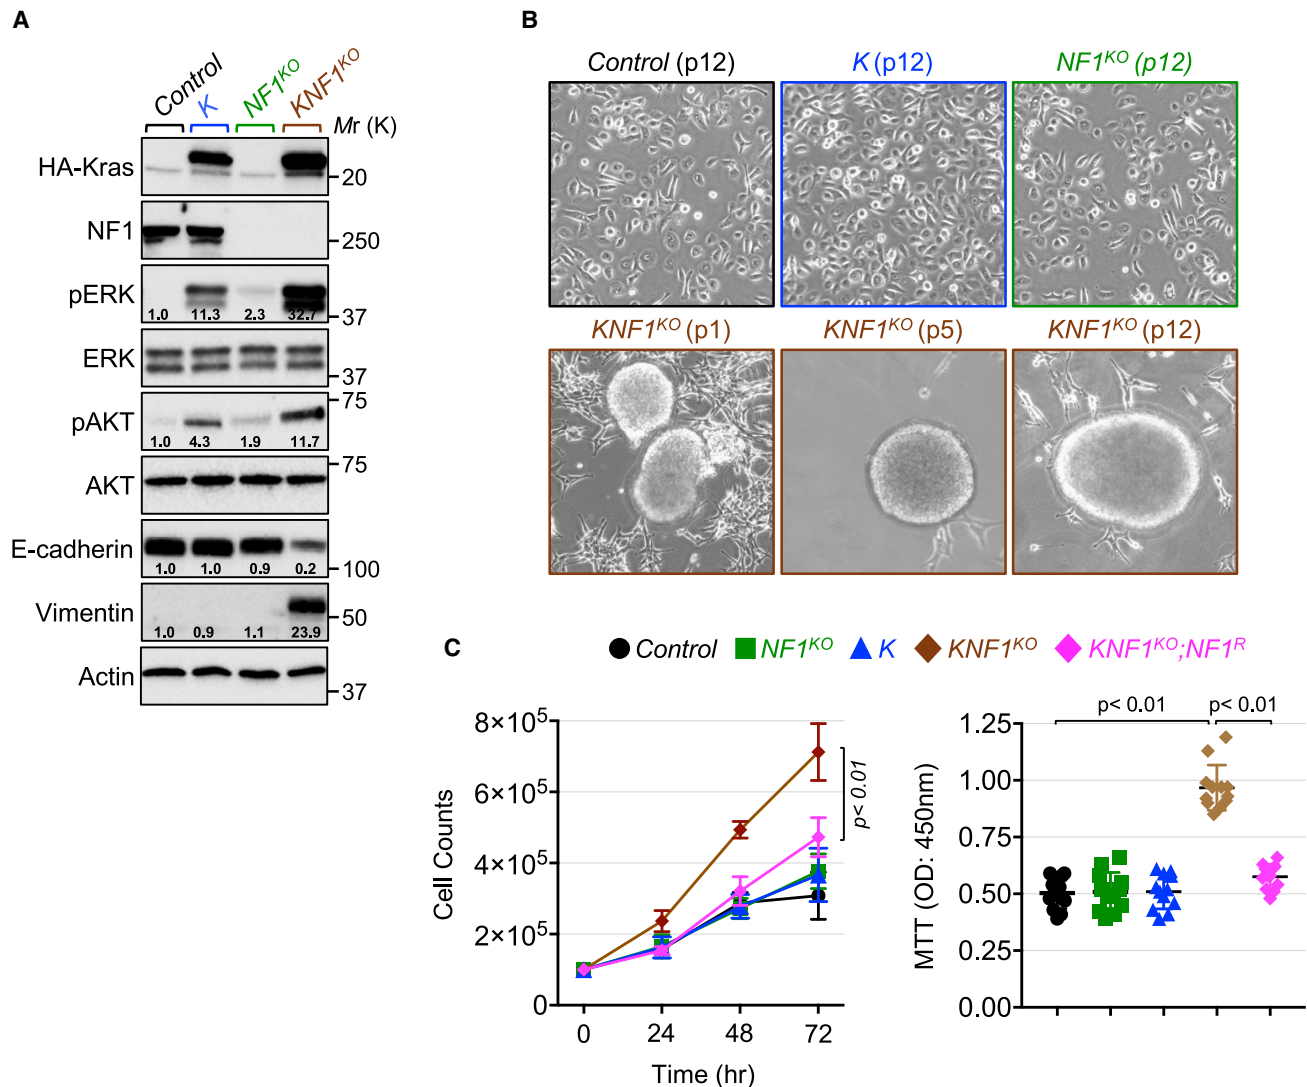 A
Control
K
NF1KO
KNF1KO
Mr (K)
HA-Kras
20
NF1
250
pERK
1.0 11.3 2.3 32.7
37
ERK
37
75
pAKT
1.0 4.3 1.9 11.7
AKT
75
E-cadherin
1.0 1.0 0.9 0.2
100
Vimentin
1.0 0.9 1.1 23.9
50
Actin
37
B
Control (p12)
K (p12)
NF1KO (p12)
KNF1KO (p1)
KNF1KO (p5)
KNF1KO (p12)
C
Control
NF1KO
K
KNF1KO
KNF1KO;NF1R
Cell Counts
8×10⁵
6×10⁵
4×10⁵
2×10⁵
0
0 24 48 72
Time (hr)
p< 0.01
MTT (OD: 450nm)
1.25
1.00
0.75
0.50
0.25
0.00
p< 0.01
p< 0.01